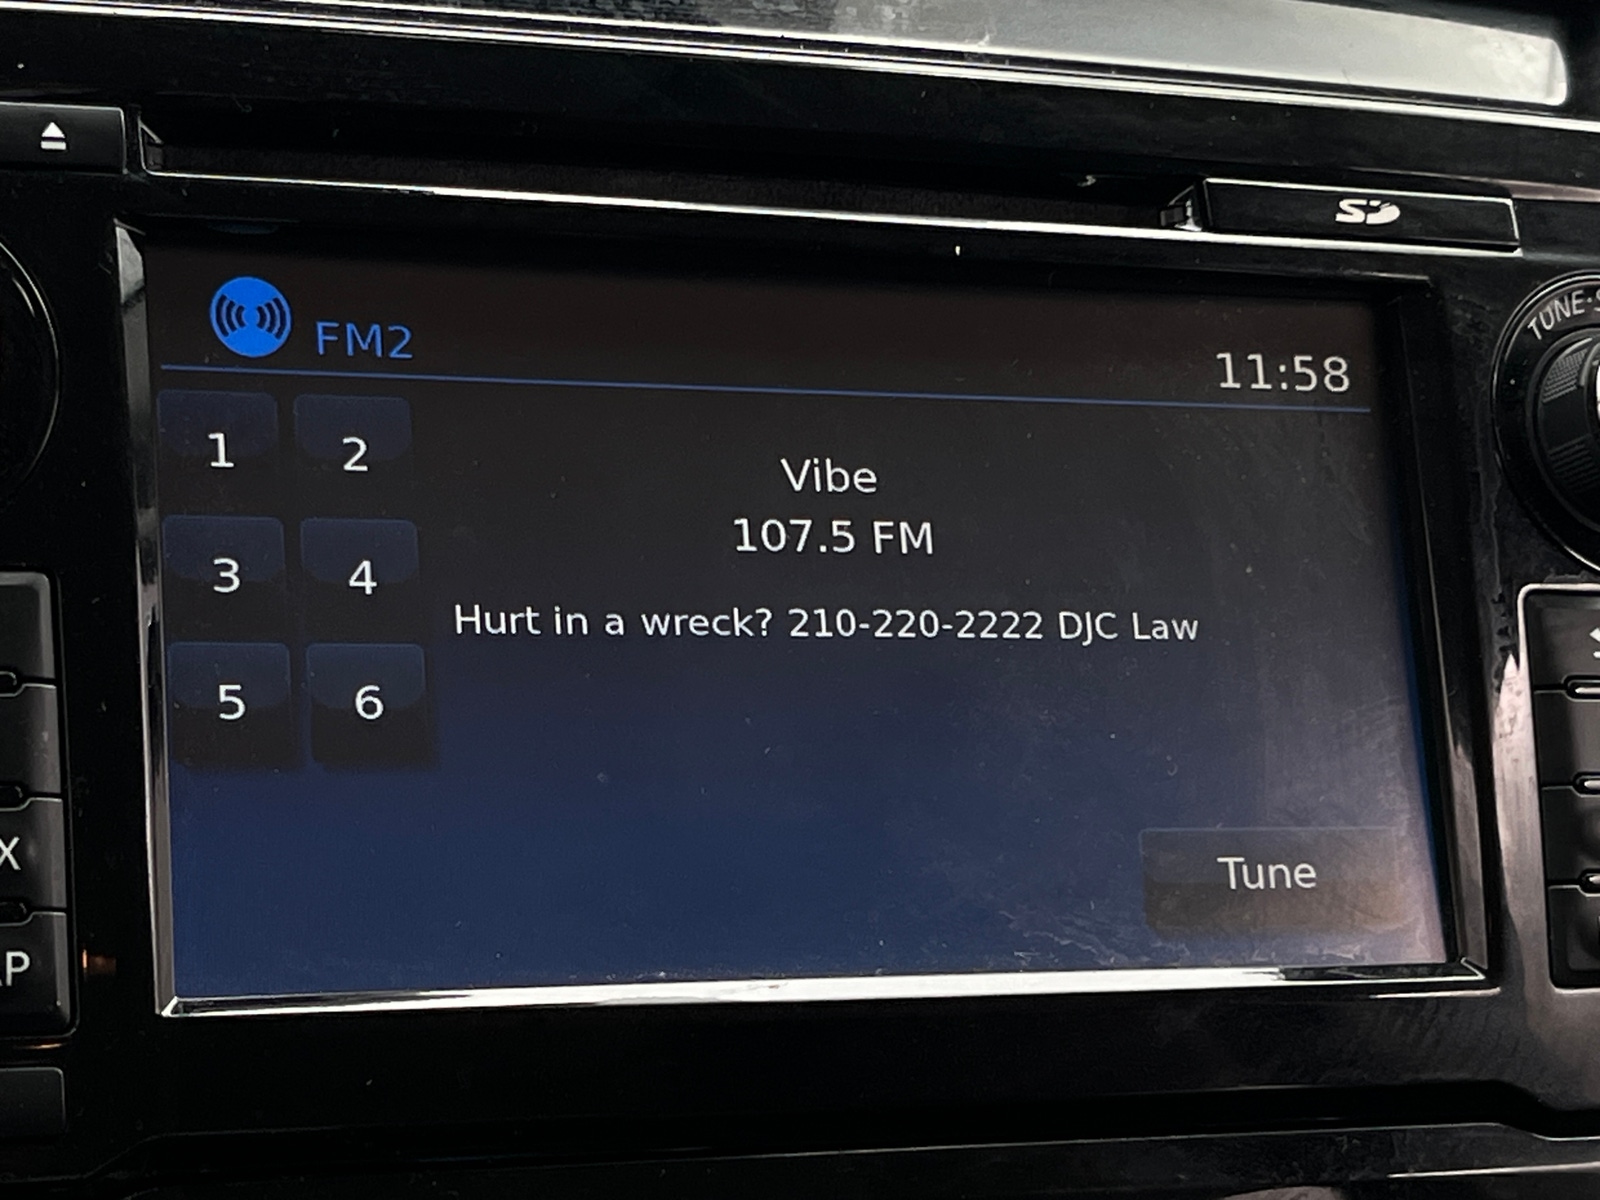 SD
TUNE
FM2
11:58
1 2
Vibe
107.5 FM
3 4
Hurt in a wreck? 210-220-2222 DJC Law
5 6
X
Tune
P